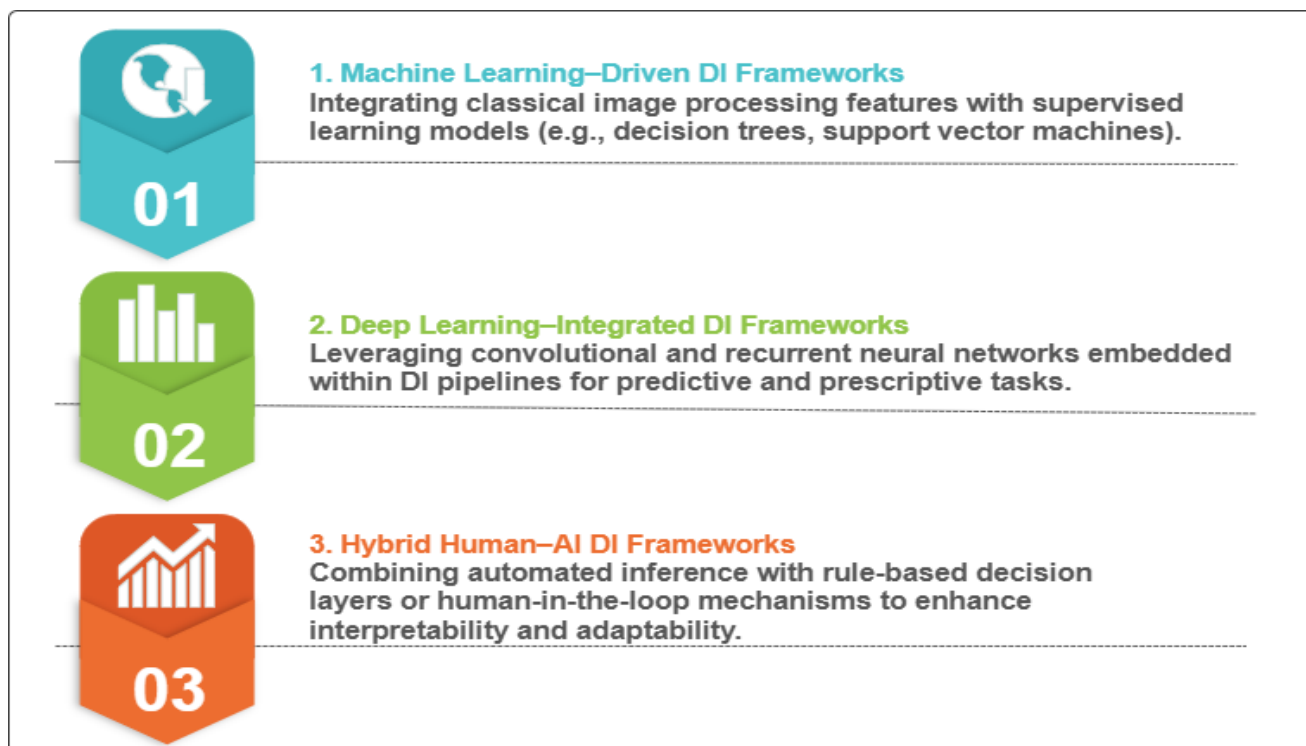 01
1. Machine Learning–Driven DI Frameworks
Integrating classical image processing features with supervised
learning models (e.g., decision trees, support vector machines).
02
2. Deep Learning–Integrated DI Frameworks
Leveraging convolutional and recurrent neural networks embedded
within DI pipelines for predictive and prescriptive tasks.
03
3. Hybrid Human–AI DI Frameworks
Combining automated inference with rule-based decision
layers or human-in-the-loop mechanisms to enhance
interpretability and adaptability.